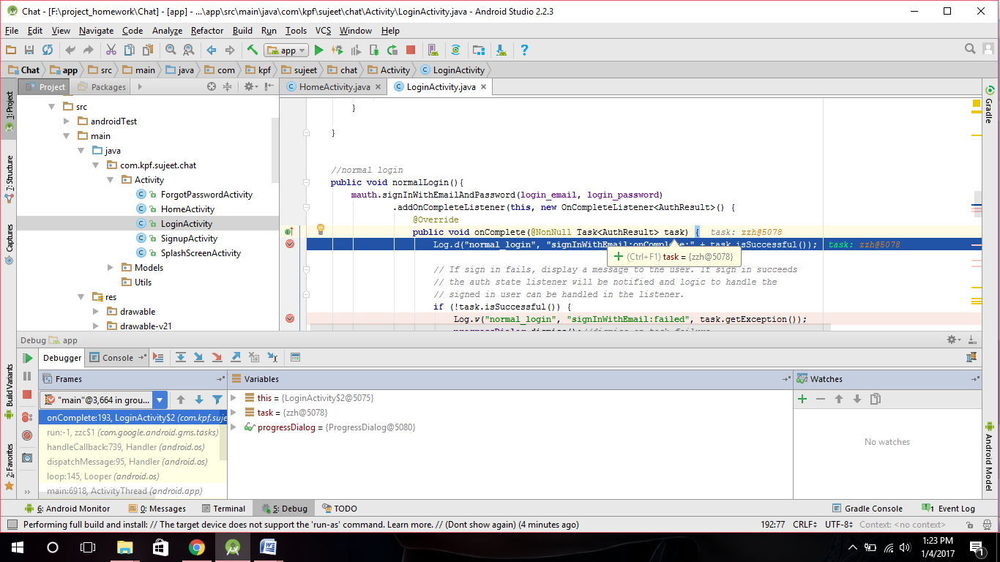 Chat - [F:\project_homework\Chat] - [app] - ...\app\src\main\java\com\kpf\sujeet\chat\Activity\LoginActivity.java - Android Studio 2.2.3
File Edit View Navigate Code Analyze Refactor Build Run Tools VCS Window Help
app
Chat app src main java com kpf sujeet chat Activity LoginActivity
Project Packages
HomeActivity.java LoginActivity.java
1: Project
7: Structure
Captures
Build Variants
2: Favorites
src
androidTest
main
java
com.kpf.sujeet.chat
Activity
ForgotPasswordActivity
HomeActivity
LoginActivity
SignupActivity
SplashScreenActivity
Models
Utils
res
drawable
drawable-v21
}
}
//normal login
public void normalLogin(){
mauth.signInWithEmailAndPassword(login_email, login_password)
.addOnCompleteListener(this, new OnCompleteListener<AuthResult>() {
@Override
public void onComplete(@NonNull Task<AuthResult> task) { task: zzh@5078
Log.d("normal_login", "signInWithEmail:onComplete:" + task.isSuccessful()); task: zzh@5078
(Ctrl+F1) task = {zzh@5078}
// If sign in fails, display a message to the user. If sign in succeeds
// the auth state listener will be notified and logic to handle the
// signed in user can be handled in the listener.
if (!task.isSuccessful()) {
Log.w("normal_login", "signInWithEmail:failed", task.getException());
Gradle
Android Model
Debug app
Debugger Console
Frames
"main"@3,664 in grou...
onComplete:193, LoginActivity$2 (com.kpf.suje
run:-1, zzc$1 (com.google.android.gms.tasks)
handleCallback:739, Handler (android.os)
dispatchMessage:95, Handler (android.os)
loop:145, Looper (android.os)
main:6918, ActivityThread (android.app)
Variables
this = {LoginActivity$2@5075}
task = {zzh@5078}
progressDialog = {ProgressDialog@5080}
Watches
No watches
6: Android Monitor 0: Messages Terminal 5: Debug TODO Gradle Console 1 Event Log
Performing full build and install: // The target device does not support the 'run-as' command. Learn more. // (Dont show again) (4 minutes ago) 192:77 CRLF UTF-8 Context: <no context>
1:23 PM
1/4/2017
1